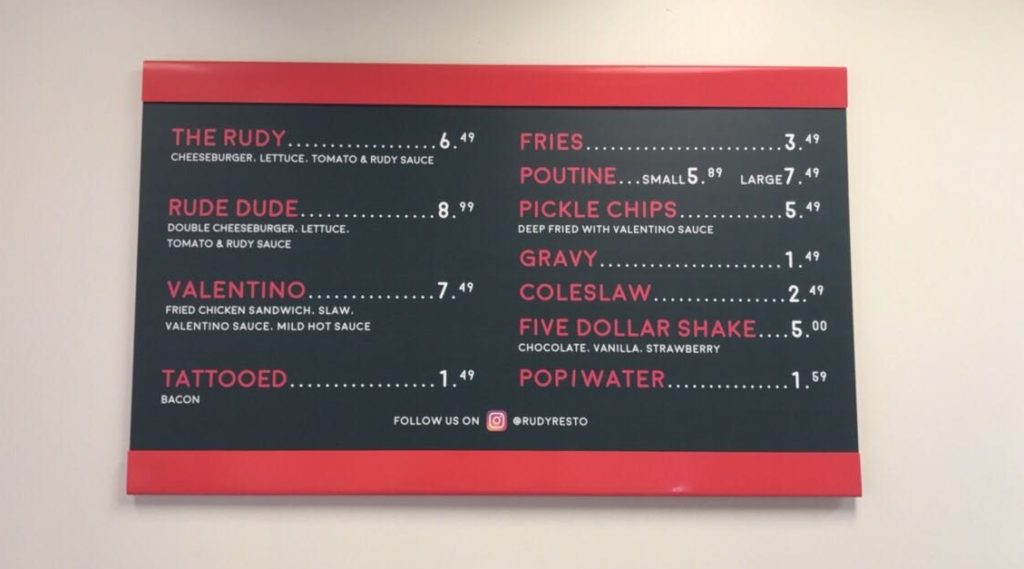 THE RUDY.....................6.49
CHEESEBURGER. LETTUCE. TOMATO & RUDY SAUCE
RUDE DUDE...................8.99
DOUBLE CHEESEBURGER. LETTUCE.
TOMATO & RUDY SAUCE
VALENTINO..................7.49
FRIED CHICKEN SANDWICH. SLAW.
VALENTINO SAUCE. MILD HOT SAUCE
TATTOOED.....................1.49
BACON
FRIES...........................3.49
POUTINE...SMALL5.89 LARGE7.49
PICKLE CHIPS...............5.49
DEEP FRIED WITH VALENTINO SAUCE
GRAVY.........................1.49
COLESLAW..................2.49
FIVE DOLLAR SHAKE....5.00
CHOCOLATE. VANILLA. STRAWBERRY
POP|WATER................1.59
FOLLOW US ON @RUDYRESTO